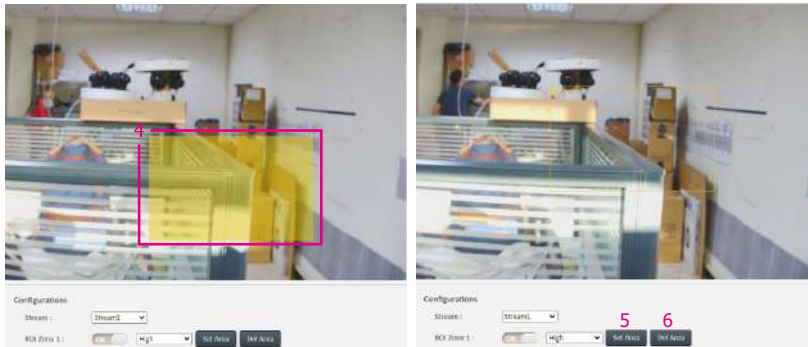 4
Configurations
Stream :
Stream1
ROI Zone 1 :
High
Set Area
Del Area
Configurations
Stream :
Stream1
5
6
ROI Zone 1 :
High
Set Area
Del Area